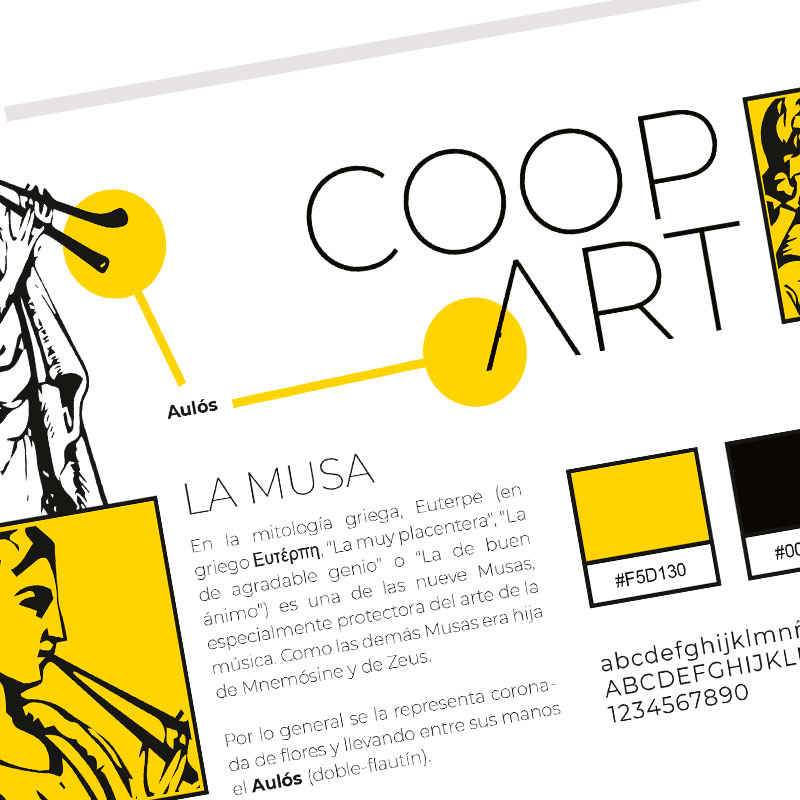 COOP
ART
Aulós
LA MUSA
En la mitología griega, Euterpe (en
griego Ευτέρπη, "La muy placentera", "La
de agradable genio" o "La de buen
ánimo") es una de las nueve Musas,
especialmente protectora del arte de la
música. Como las demás Musas era hija
de Mnemósine y de Zeus.
Por lo general se la representa corona-
da de flores y llevando entre sus manos
el Aulós (doble-flautín).
#F5D130
#00
abcdefghijklmnñ
ABCDEFGHIJKL
1234567890